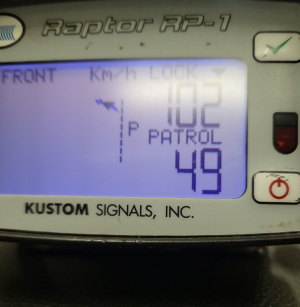 Raptor RP-1
FRONT Km/h LOCK
102
P PATROL
49
KUSTOM SIGNALS, INC.